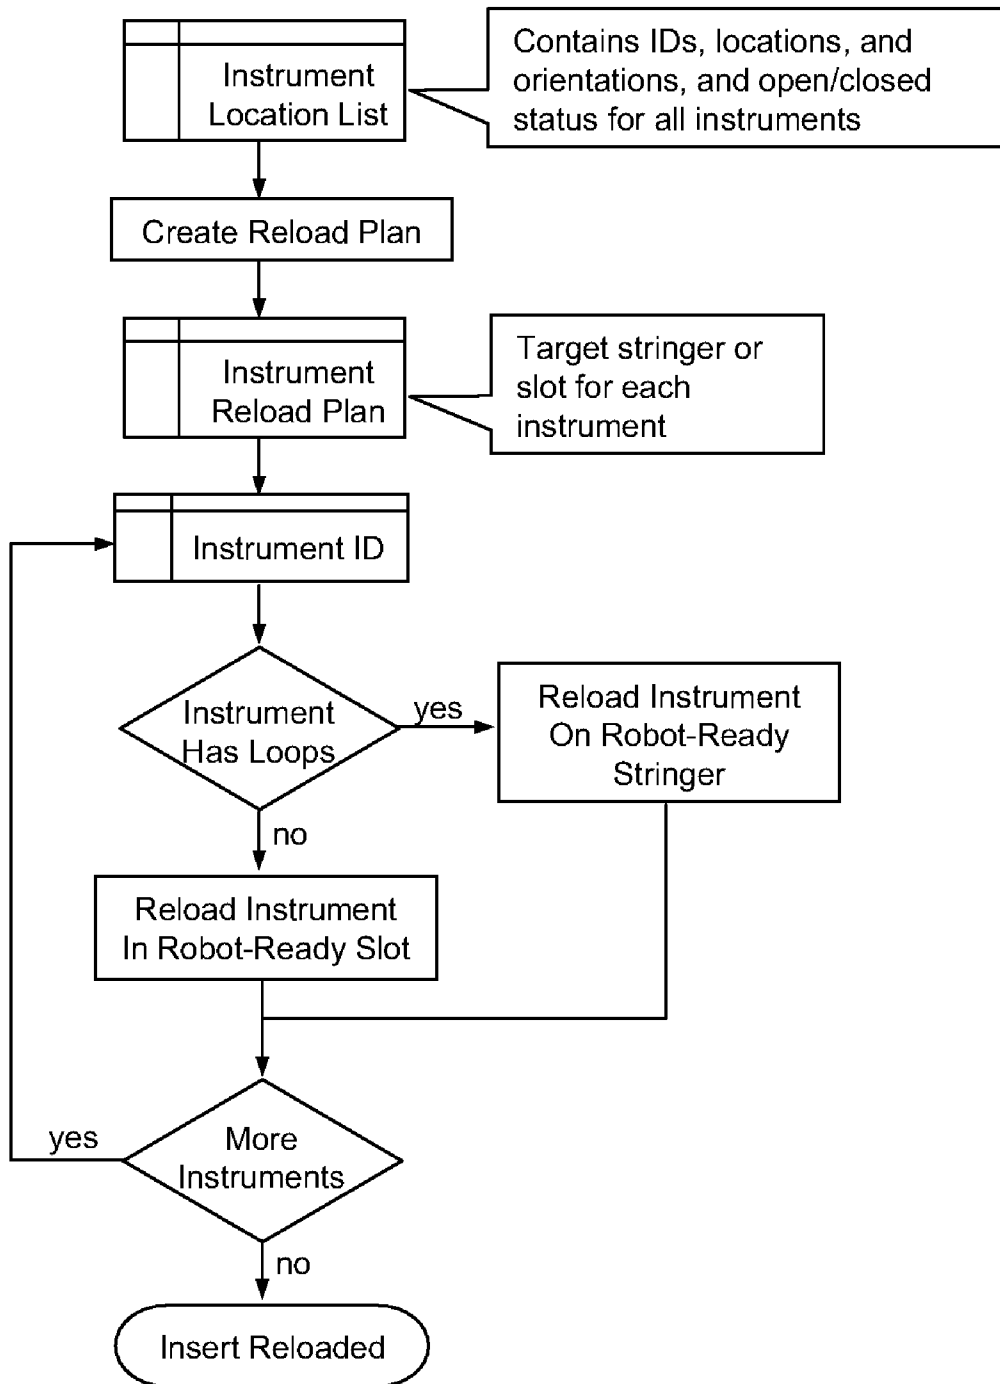 Instrument
Location List
Contains IDs, locations, and
orientations, and open/closed
status for all instruments
Create Reload Plan
Instrument
Reload Plan
Target stringer or
slot for each
instrument
Instrument ID
Instrument
Has Loops
yes
Reload Instrument
On Robot-Ready
Stringer
no
Reload Instrument
In Robot-Ready Slot
yes
More
Instruments
no
Insert Reloaded